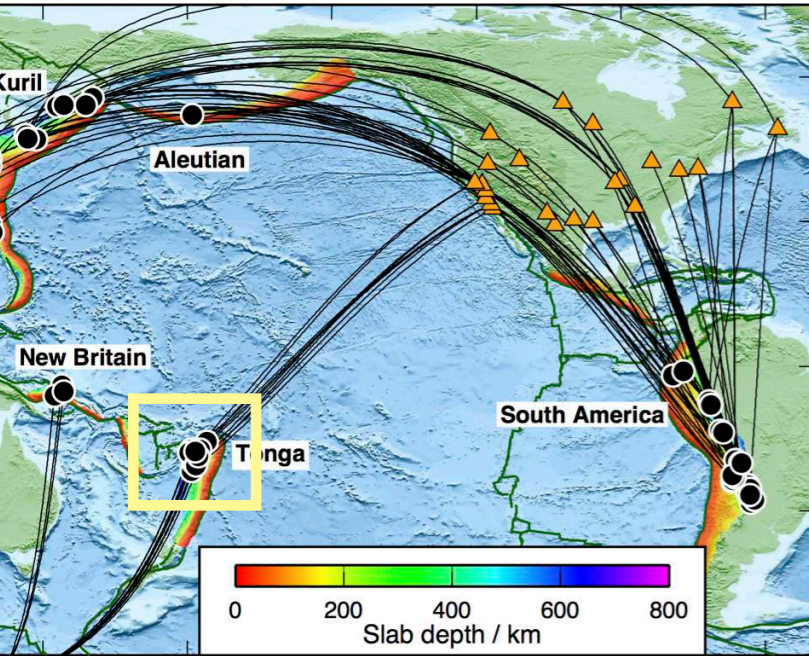 Kuril
Aleutian
New Britain
South America
Tonga
0 200 400 600 800
Slab depth / km